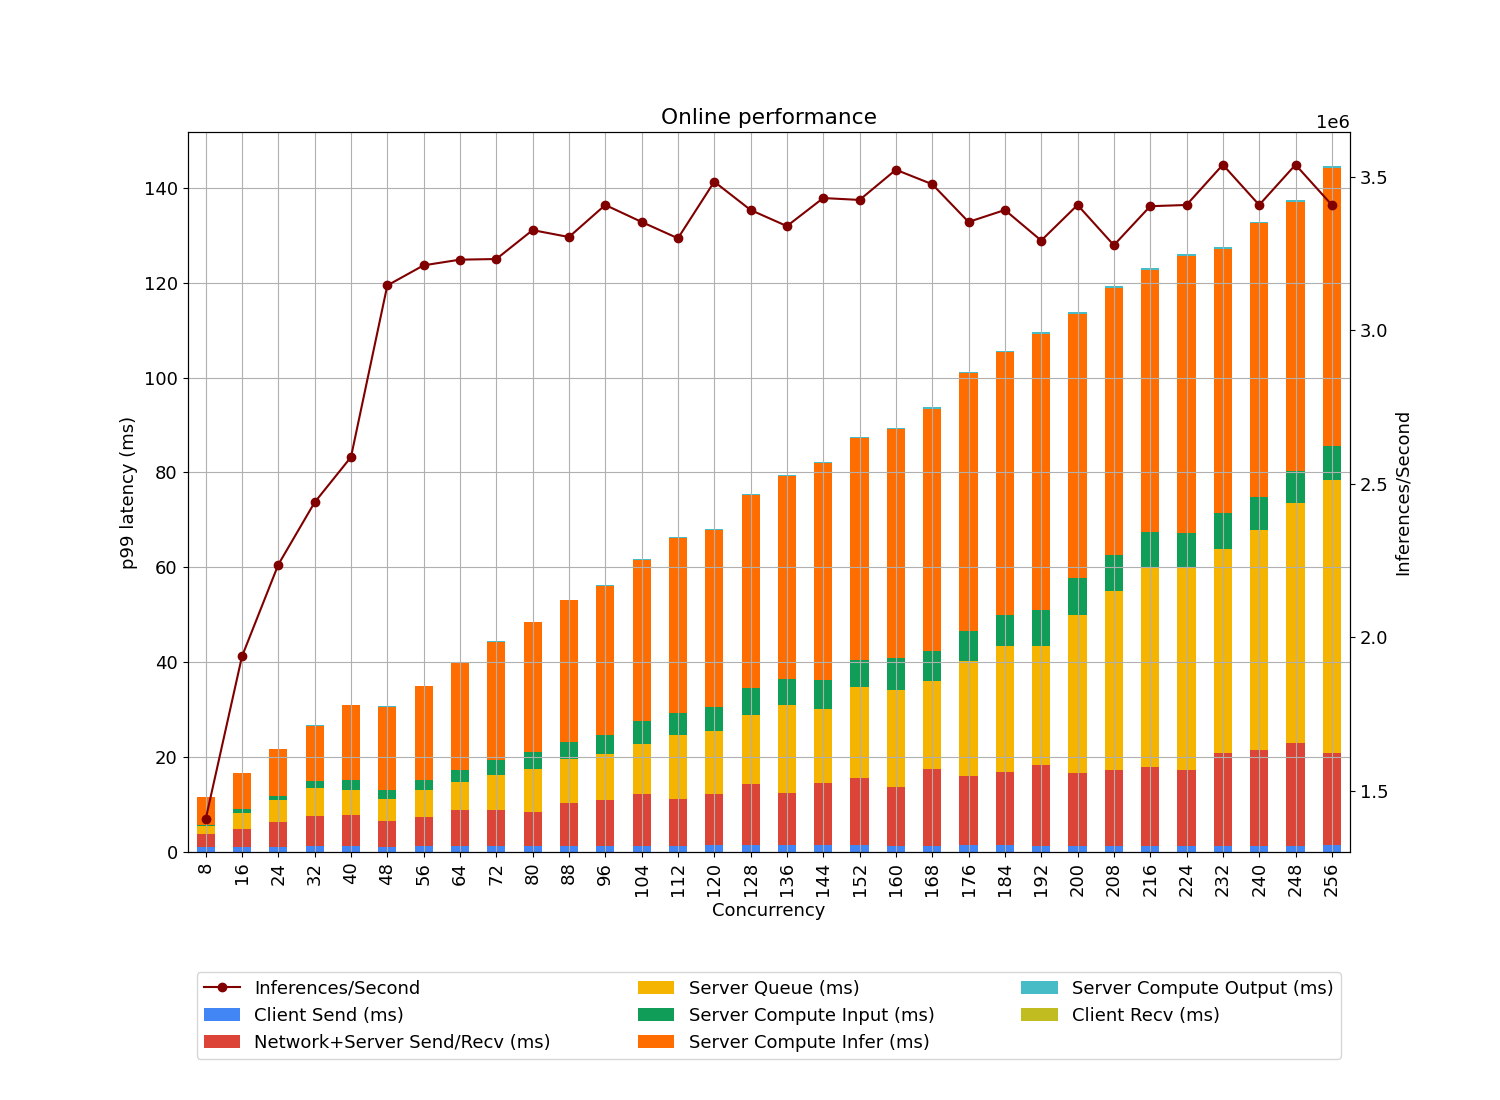 Online performance
1e6
140
120
100
80
60
40
20
0
p99 latency (ms)
3.5
3.0
2.5
2.0
1.5
Inferences/Second
8 16 24 32 40 48 56 64 72 80 88 96 104 112 120 128 136 144 152 160 168 176 184 192 200 208 216 224 232 240 248 256
Concurrency
Inferences/Second
Client Send (ms)
Network+Server Send/Recv (ms)
Server Queue (ms)
Server Compute Input (ms)
Server Compute Infer (ms)
Server Compute Output (ms)
Client Recv (ms)